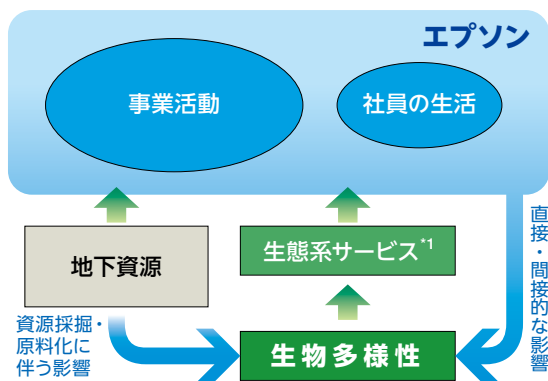 エプソン
事業活動
社員の生活
地下資源
生態系サービス*1
直接・間接的な影響
資源採掘・
原料化に
伴う影響
生物多様性